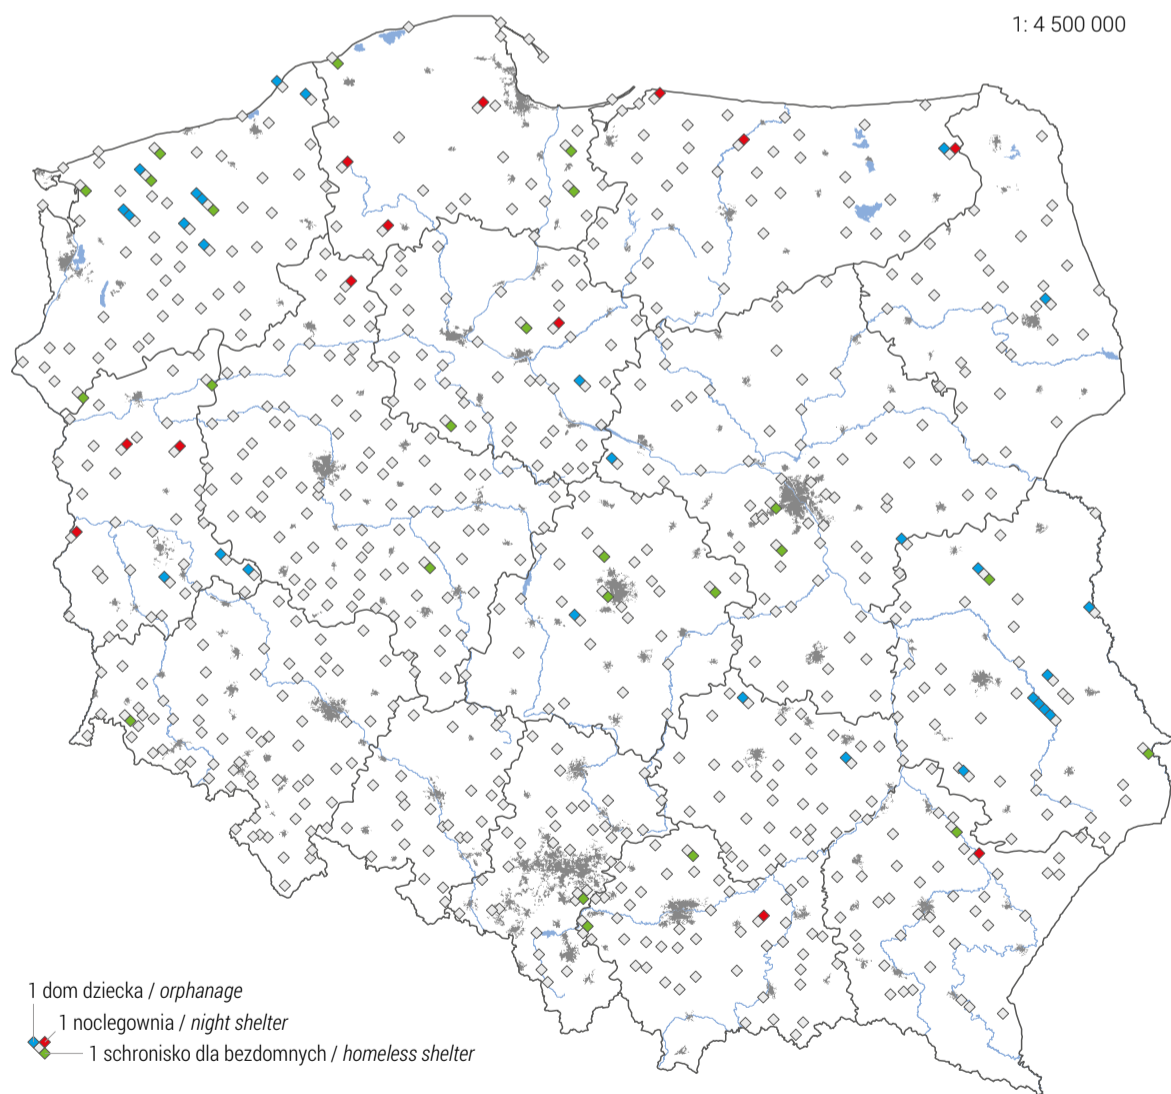 1: 4 500 000
1 dom dziecka / orphanage
1 noclegownia / night shelter
1 schronisko dla bezdomnych / homeless shelter